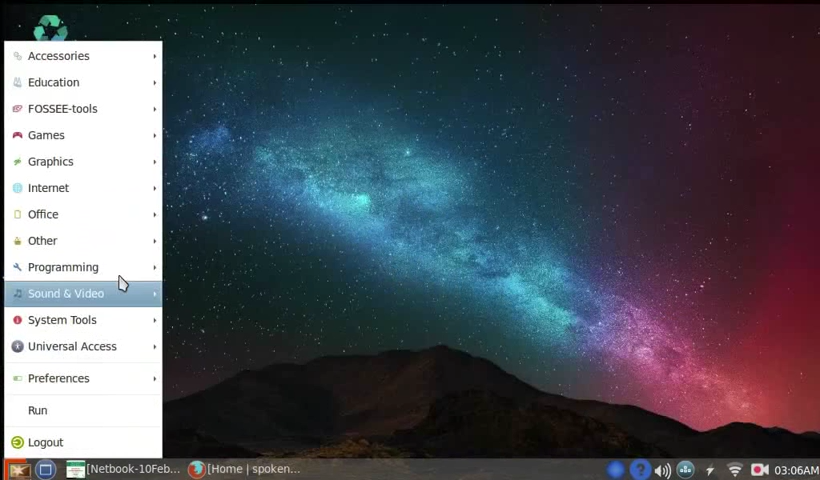 Accessories
Education
FOSSEE-tools
Games
Graphics
Internet
Office
Other
Programming
Sound & Video
System Tools
Universal Access
Preferences
Run
Logout
[Netbook-10Feb... [Home | spoken... 03:06AM